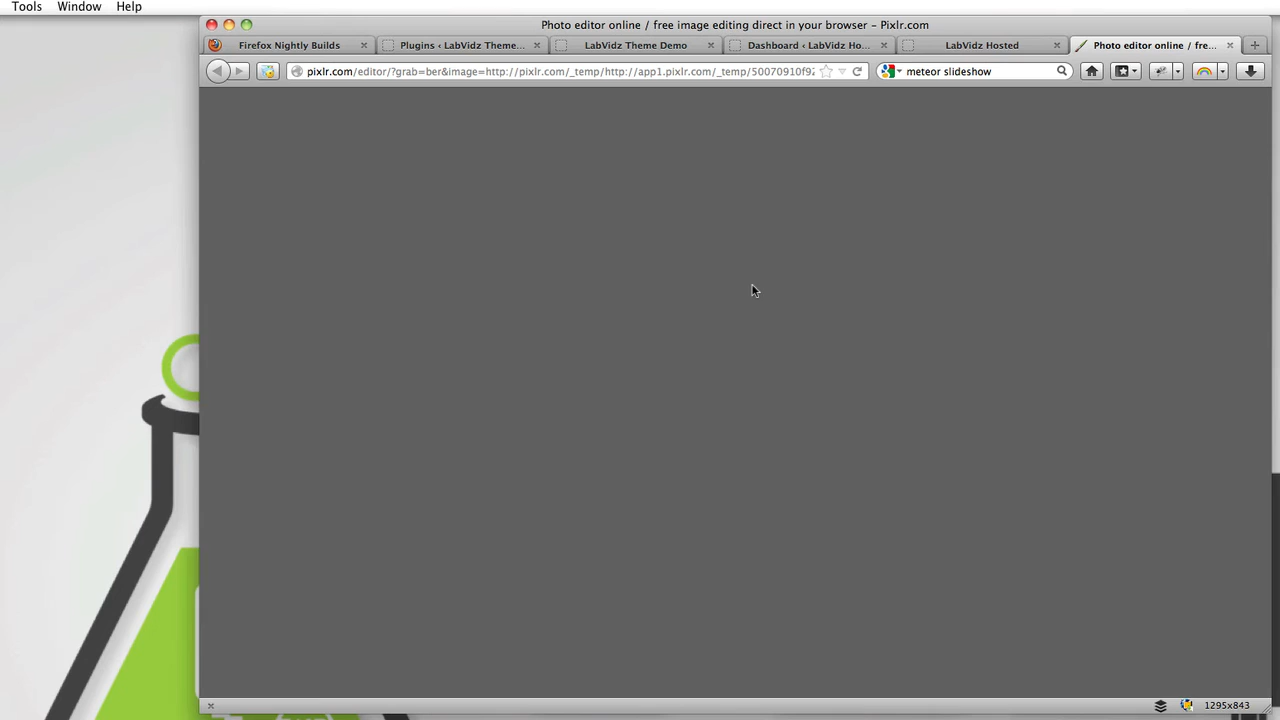 Tools Window Help
Photo editor online / free image editing direct in your browser – Pixlr.com
Firefox Nightly Builds
Plugins ‹ LabVidz Theme...
LabVidz Theme Demo
Dashboard ‹ LabVidz Ho...
LabVidz Hosted
Photo editor online / fre...
pixlr.com/editor/?grab=ber&image=http://pixlr.com/_temp/http://app1.pixlr.com/_temp/50070910f92
meteor slideshow
1295x843